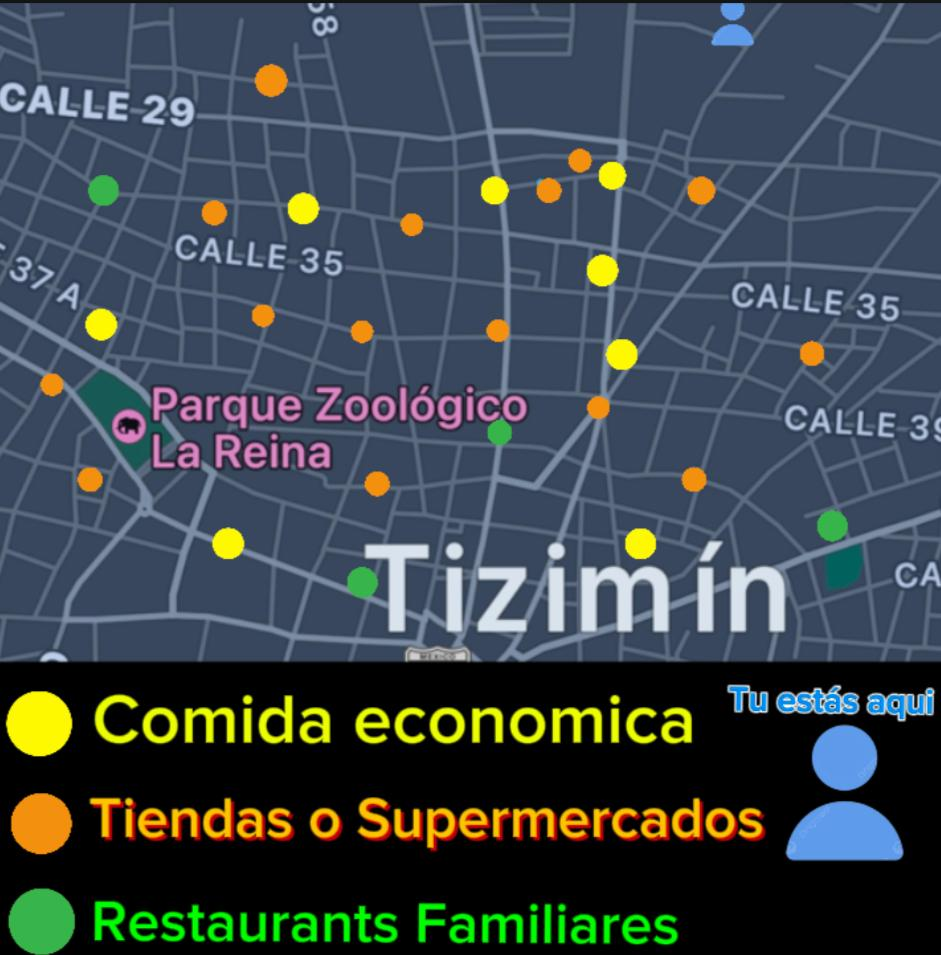 58
CALLE 29
CALLE 35
37 A
CALLE 35
Parque Zoológico
La Reina
CALLE 39
Tizimín
CA
MEXICO
Tu estás aqui
Comida economica
Tiendas o Supermercados
Restaurants Familiares